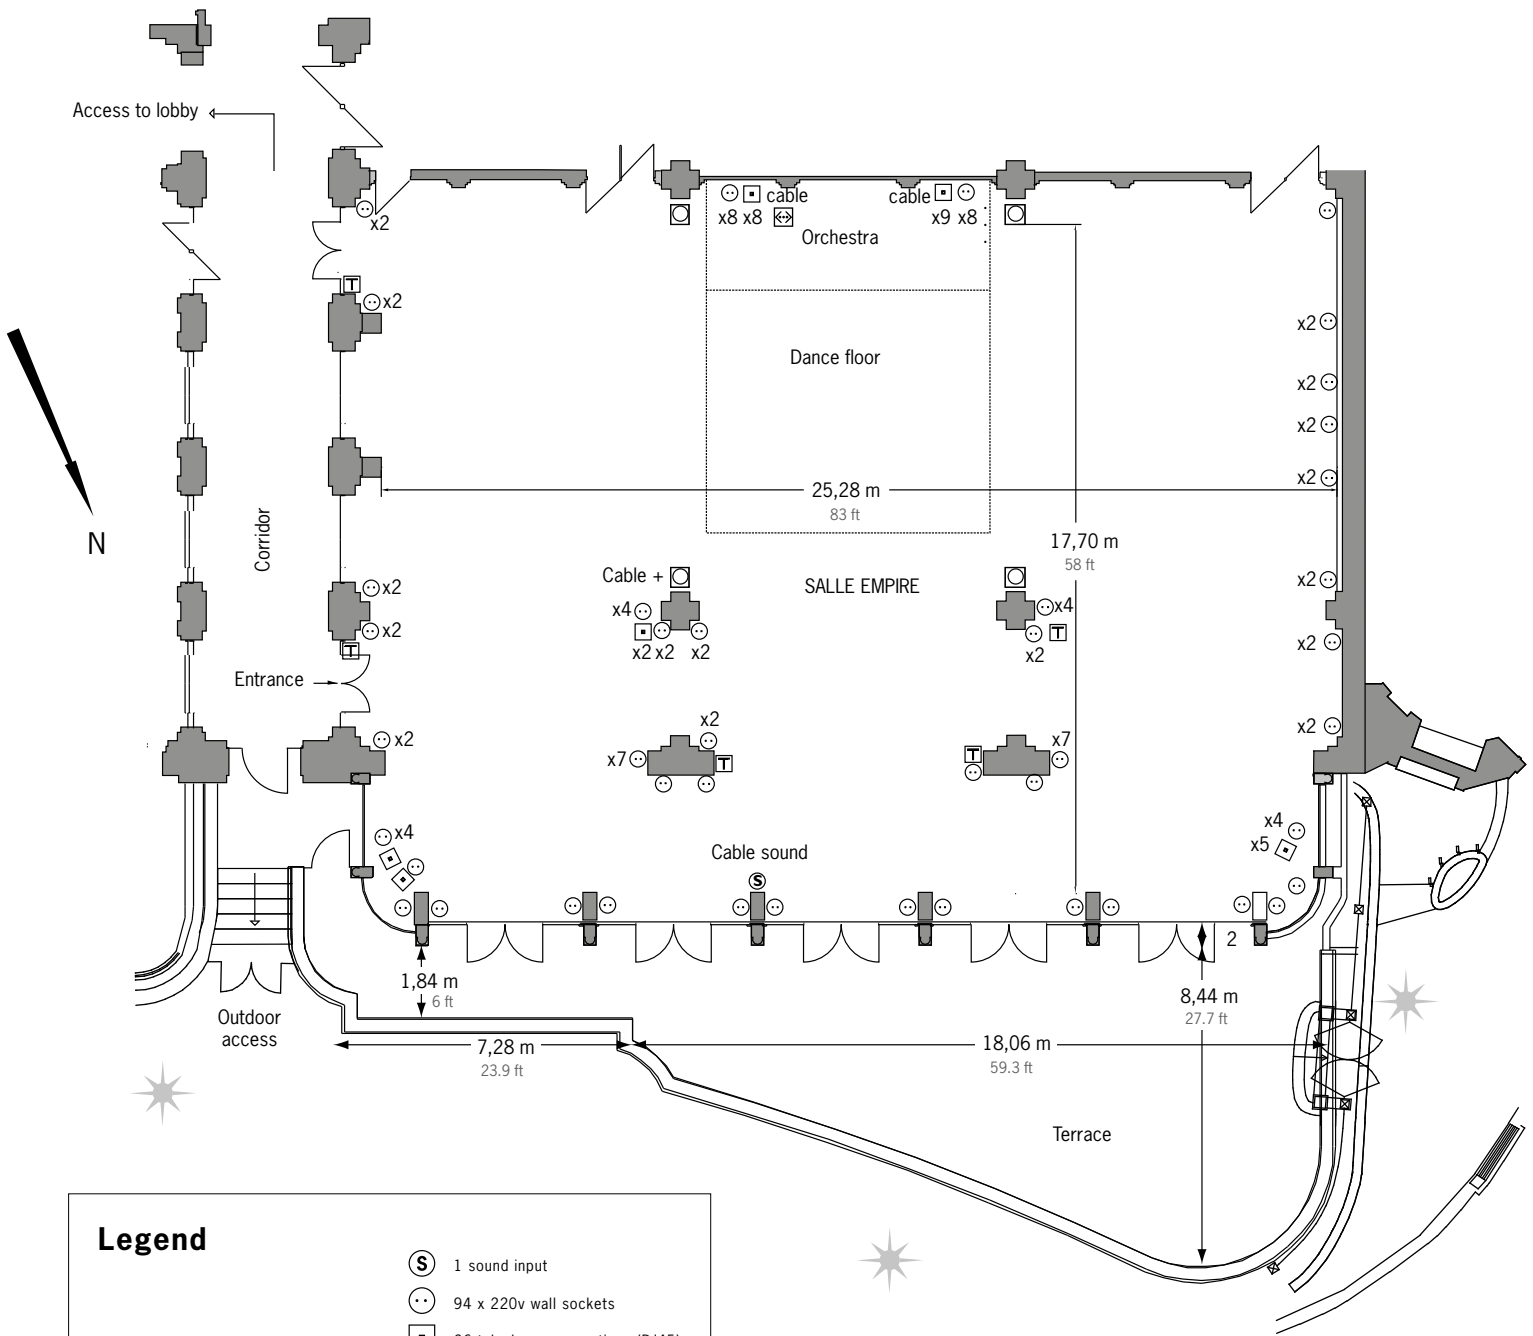 Access to lobby
x2
cable
x8 x8
cable
x9 x8
Orchestra
T
x2
x2
Dance floor
x2
x2
N
Corridor
25,28 m
83 ft
x2
17,70 m
58 ft
Cable +
SALLE EMPIRE
x2
x2
x4
x4
x2
T
x2 x2
x2
x2
x2
T
Entrance
x2
x2
x2
x7
T
T
x7
x4
x4
x5
Cable sound
S
1,84 m
6 ft
2
8,44 m
27.7 ft
Outdoor
access
7,28 m
23.9 ft
18,06 m
59.3 ft
Terrace
Legend
S 1 sound input
94 x 220v wall sockets